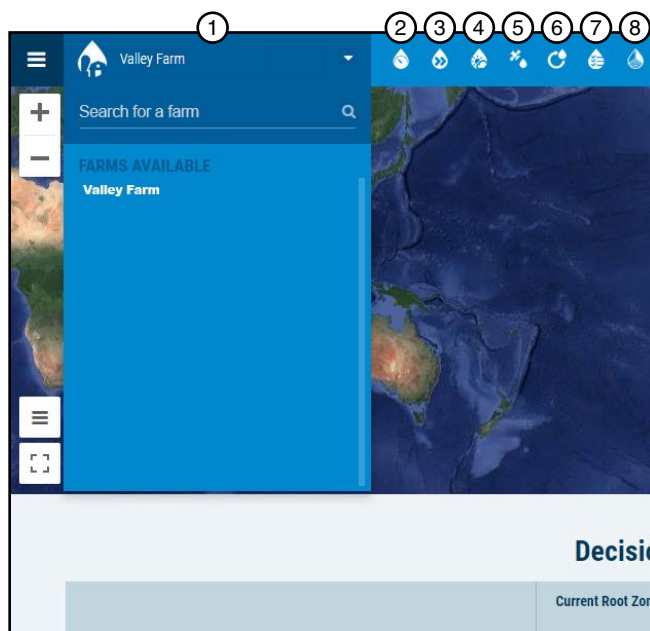 1 2 3 4 5 6 7 8
Valley Farm
Search for a farm
FARMS AVAILABLE
Valley Farm
Decisio
Current Root Zon